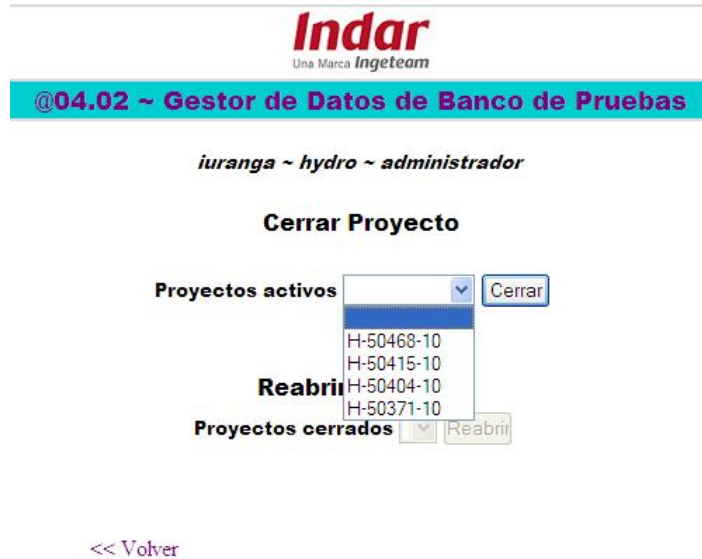 Indar
Una Marca Ingeteam
@04.02 ~ Gestor de Datos de Banco de Pruebas
iuranga ~ hydro ~ administrador
Cerrar Proyecto
Proyectos activos Cerrar
H-50468-10
H-50415-10
H-50404-10
H-50371-10
Proyectos cerrados Reabrir
<< Volver